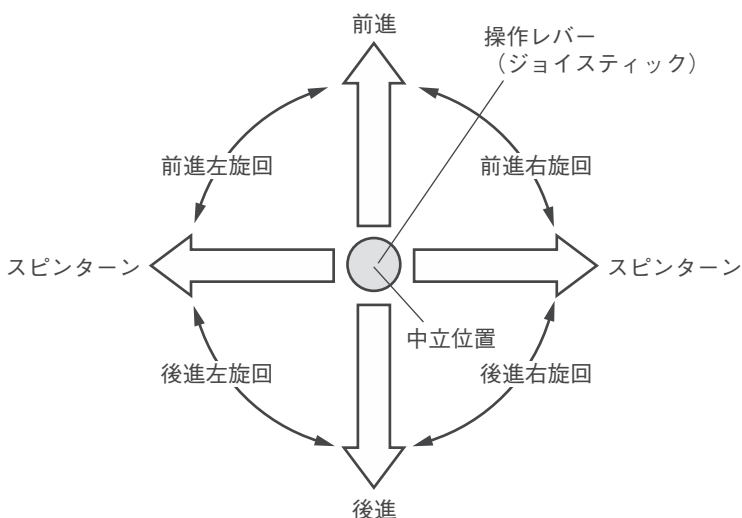 前進
操作レバー
（ジョイスティック）
前進左旋回
前進右旋回
スピンターン
スピンターン
中立位置
後進左旋回
後進右旋回
後進